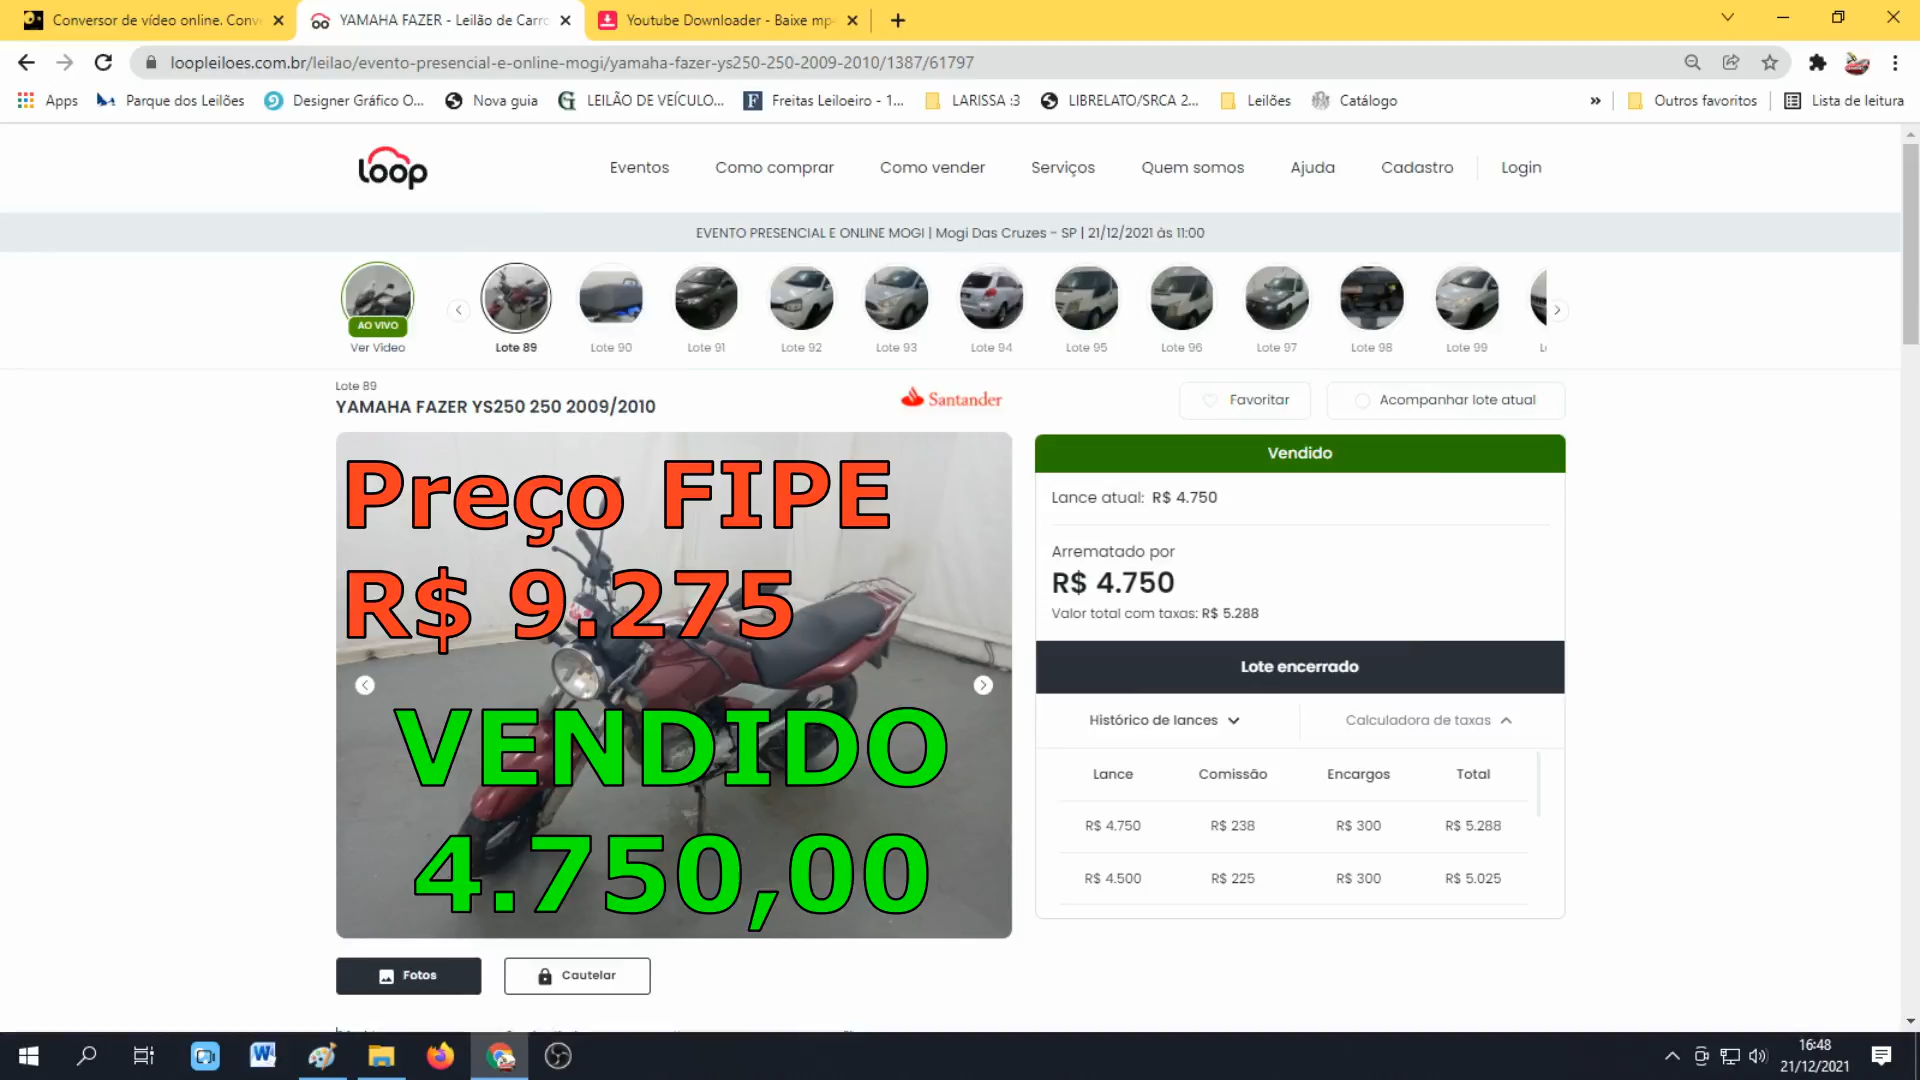 Conversor de vídeo online. Conv
YAMAHA FAZER - Leilão de Carro
Youtube Downloader - Baixe mp
loopleiloes.com.br/leilao/evento-presencial-e-online-mogi/yamaha-fazer-ys250-250-2009-2010/1387/61797
Apps
Parque dos Leilões
Designer Gráfico O...
Nova guia
LEILÃO DE VEÍCULO...
Freitas Leiloeiro - 1...
LARISSA :3
LIBRELATO/SRCA 2...
Leilões
Catálogo
»
Outros favoritos
Lista de leitura
loop
Eventos
Como comprar
Como vender
Serviços
Quem somos
Ajuda
Cadastro
Login
EVENTO PRESENCIAL E ONLINE MOGI | Mogi Das Cruzes - SP | 21/12/2021 às 11:00
AO VIVO
Ver Vídeo
Lote 89
Lote 90
Lote 91
Lote 92
Lote 93
Lote 94
Lote 95
Lote 96
Lote 97
Lote 98
Lote 99
Lote 89
YAMAHA FAZER YS250 250 2009/2010
Santander
Favoritar
Acompanhar lote atual
Preço FIPE
R$ 9.275
VENDIDO
4.750,00
Vendido
Lance atual: R$ 4.750
Arrematado por
R$ 4.750
Valor total com taxas: R$ 5.288
Lote encerrado
Histórico de lances
Calculadora de taxas
Lance Comissão Encargos Total
R$ 4.750 R$ 238 R$ 300 R$ 5.288
R$ 4.500 R$ 225 R$ 300 R$ 5.025
Fotos
Cautelar
16:48
21/12/2021